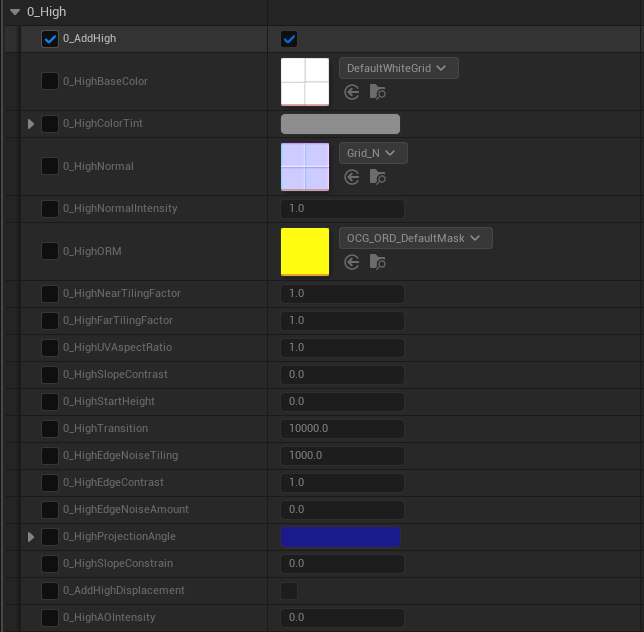 0_High
0_AddHigh
0_HighBaseColor DefaultWhiteGrid
0_HighColorTint
0_HighNormal Grid_N
0_HighNormalIntensity 1.0
0_HighORM OCG_ORD_DefaultMask
0_HighNearTilingFactor 1.0
0_HighFarTilingFactor 1.0
0_HighUVAspectRatio 1.0
0_HighSlopeContrast 0.0
0_HighStartHeight 0.0
0_HighTransition 10000.0
0_HighEdgeNoiseTiling 1000.0
0_HighEdgeContrast 1.0
0_HighEdgeNoiseAmount 0.0
0_HighProjectionAngle
0_HighSlopeConstrain 0.0
0_AddHighDisplacement
0_HighAOIntensity 0.0